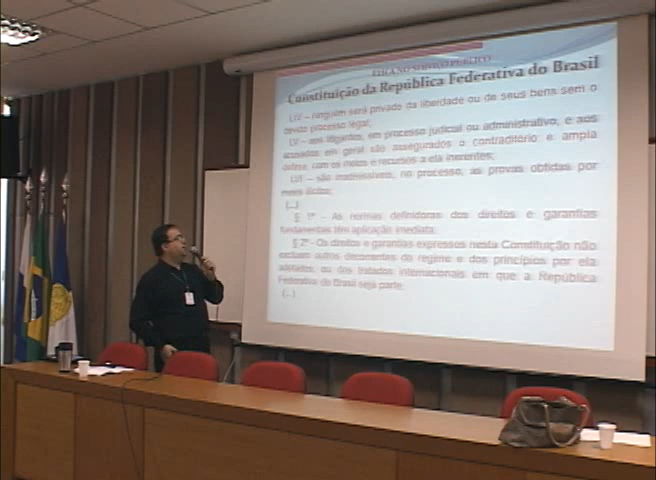 ÉTICA NO SERVIÇO PÚBLICO
Constituição da República Federativa do Brasil
LIV – ninguém será privado da liberdade ou de seus bens sem o
devido processo legal;
LV – aos litigantes, em processo judicial ou administrativo, e aos
acusados em geral são assegurados o contraditório e ampla
defesa, com os meios e recursos a ela inerentes;
LVI – são inadmissíveis, no processo, as provas obtidas por
meios ilícitos;
(...)
§ 1º - As normas definidoras dos direitos e garantias
fundamentais têm aplicação imediata.
§ 2º - Os direitos e garantias expressos nesta Constituição não
excluem outros decorrentes do regime e dos princípios por ela
adotados, ou dos tratados internacionais em que a República
Federativa do Brasil seja parte.
(...)